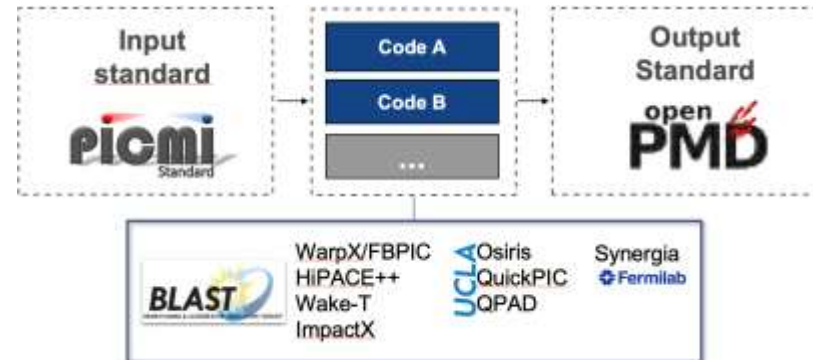 Input
standard
PICMI
Standard
Code A
Code B
...
Output
Standard
open
PMD
BLAST
WarpX/FBPIC
HiPACE++
Wake-T
ImpactX
UCLA
Osiris
QuickPIC
QPAD
Synergia
Fermilab